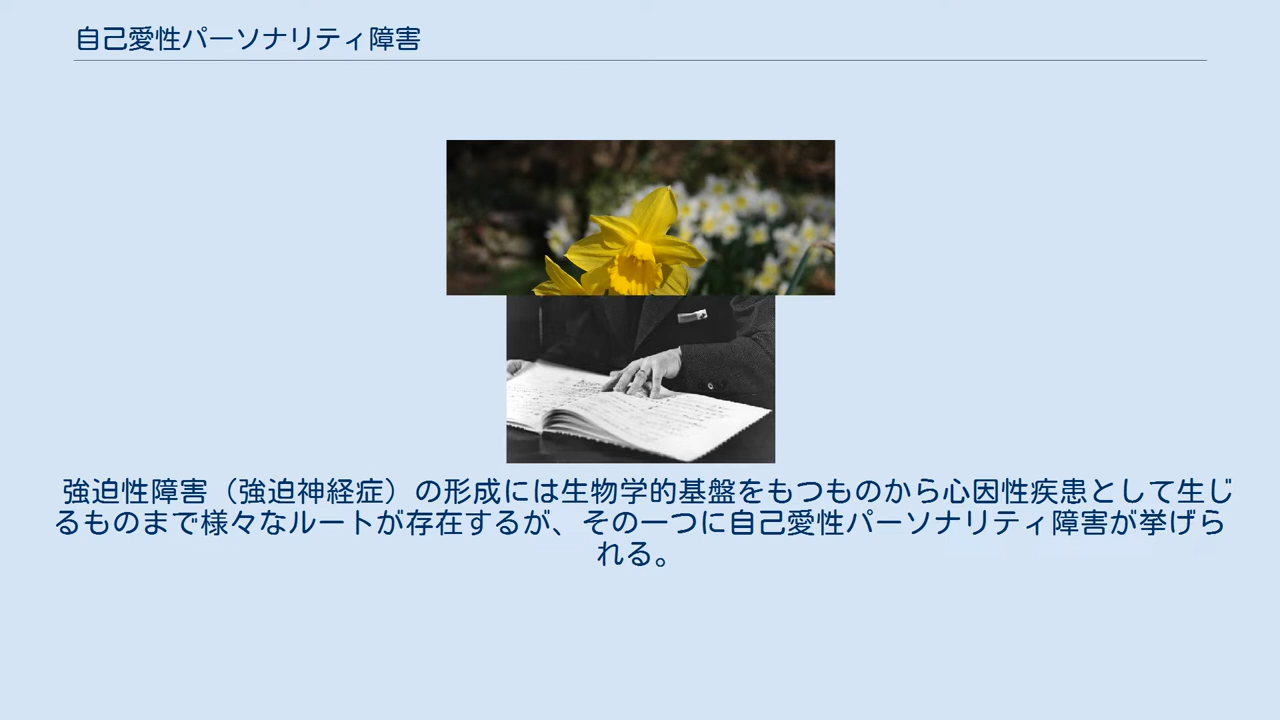 自己愛性パーソナリティ障害
強迫性障害（強迫神経症）の形成には生物学的基盤をもつものから心因性疾患として生じ
るものまで様々なルートが存在するが、その一つに自己愛性パーソナリティ障害が挙げら
れる。